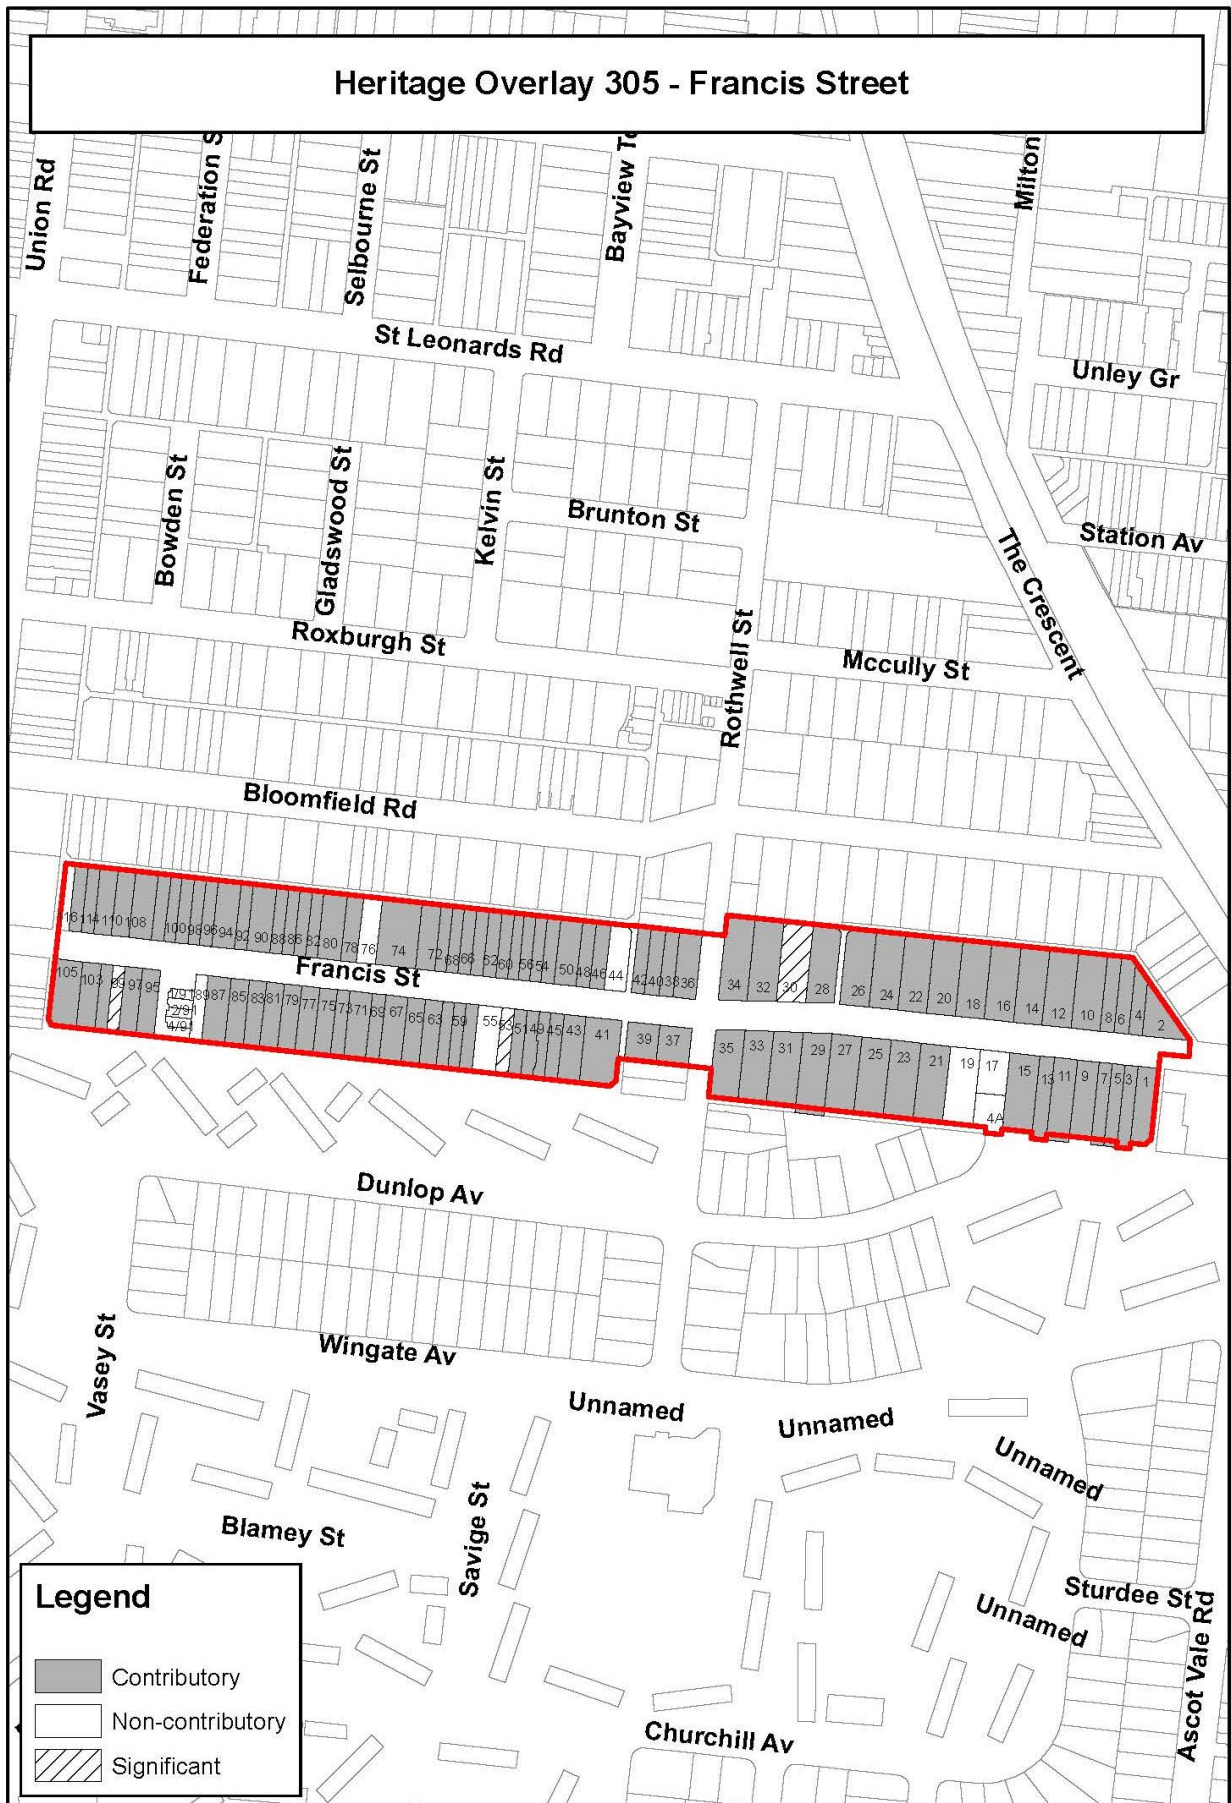 Heritage Overlay 305 - Francis Street
Union Rd
Federation S
Selbourne St
Bayview
Milton
St Leonards Rd
Unley Gr
Bowden St
Gladswood St
Kelvin St
Brunton St
Station Av
The Crescent
Roxburgh St
Rothwell St
Mccully St
Bloomfield Rd
114 110 108 100 98 96 94 92 90 88 86 82 80 78 76 74 72 68 66 62 60 56 54 50 48 46 44 42 40 38 36 34 32 30 28 26 24 22 20 18 16 14 12 10 8 6 4 2
Francis St
105 103 99 97 95 1/91 89 87 85 83 81 79 77 75 73 71 69 67 65 63 59 55 53 51 49 45 43 41 39 37 35 33 31 29 27 25 23 21 19 17 15 13 11 9 7 5 3 1
2/91
4/91
4A
Dunlop Av
Vasey St
Wingate Av
Unnamed
Unnamed
Unnamed
Blamey St
Savige St
Sturdee St
Unnamed
Ascot Vale Rd
Churchill Av
Legend
Contributory
Non-contributory
Significant